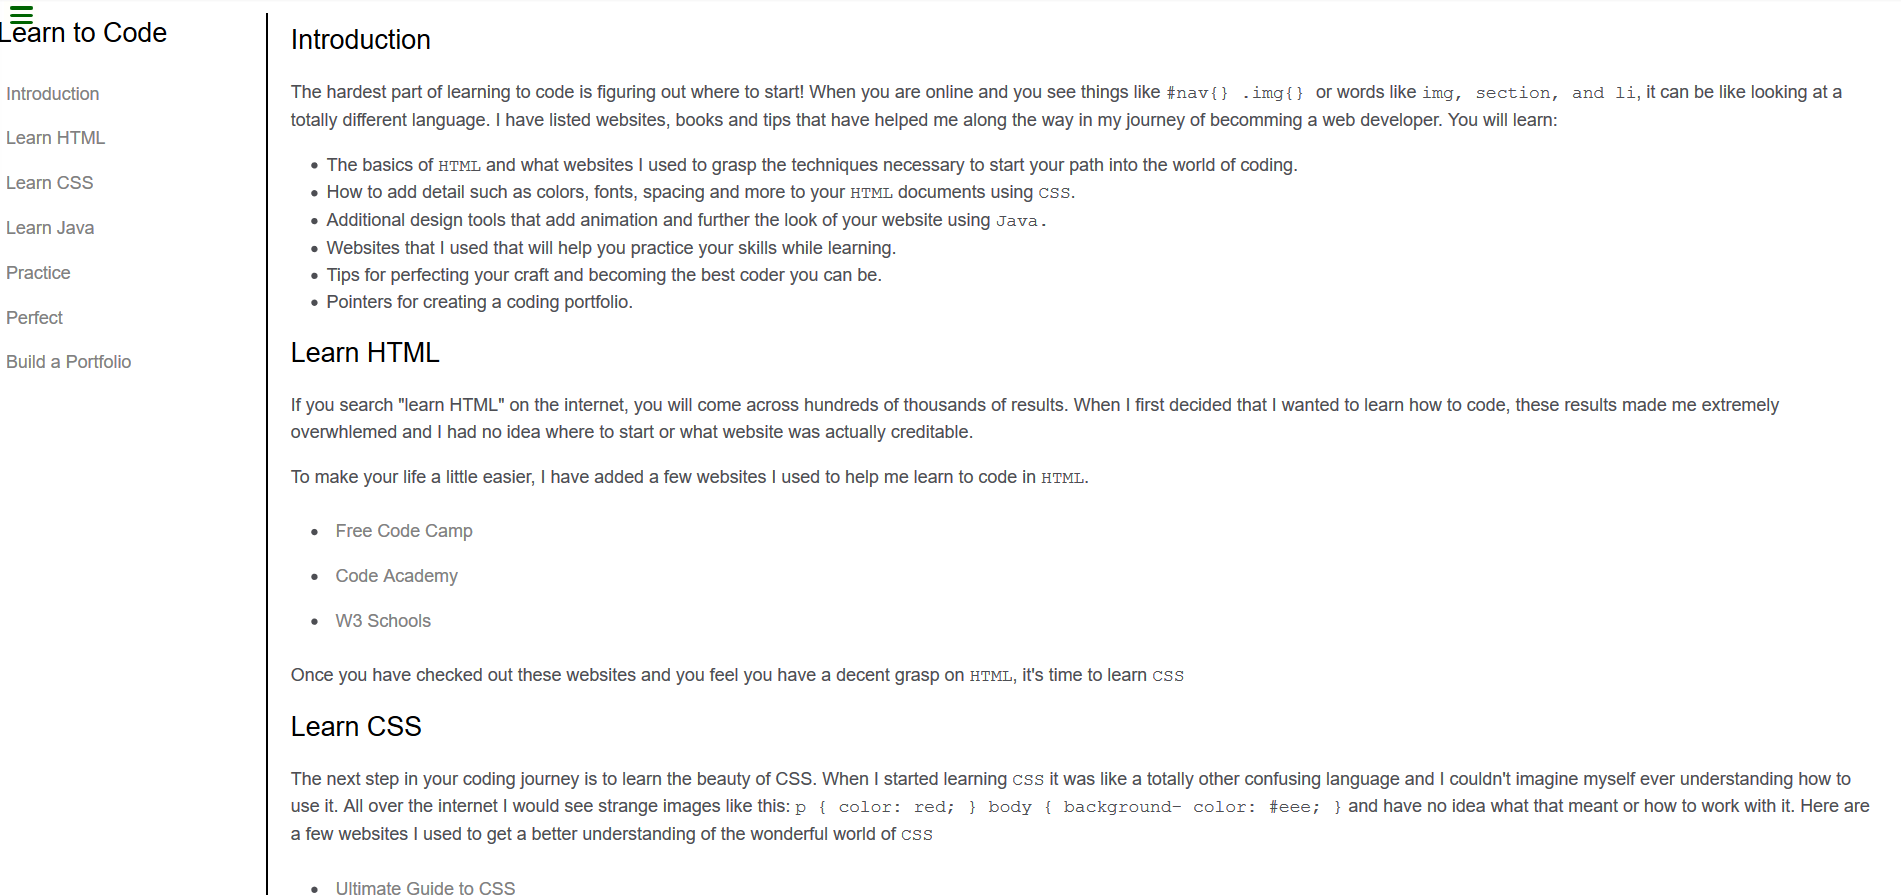 Learn to Code
Introduction
Learn HTML
Learn CSS
Learn Java
Practice
Perfect
Build a Portfolio
Introduction
The hardest part of learning to code is figuring out where to start! When you are online and you see things like #nav{} .img{} or words like img, section, and li, it can be like looking at a
totally different language. I have listed websites, books and tips that have helped me along the way in my journey of becomming a web developer. You will learn:
• The basics of HTML and what websites I used to grasp the techniques necessary to start your path into the world of coding.
• How to add detail such as colors, fonts, spacing and more to your HTML documents using CSS.
• Additional design tools that add animation and further the look of your website using Java.
• Websites that I used that will help you practice your skills while learning.
• Tips for perfecting your craft and becoming the best coder you can be.
• Pointers for creating a coding portfolio.
Learn HTML
If you search "learn HTML" on the internet, you will come across hundreds of thousands of results. When I first decided that I wanted to learn how to code, these results made me extremely
overwhlemed and I had no idea where to start or what website was actually creditable.
To make your life a little easier, I have added a few websites I used to help me learn to code in HTML.
• Free Code Camp
• Code Academy
• W3 Schools
Once you have checked out these websites and you feel you have a decent grasp on HTML, it's time to learn CSS
Learn CSS
The next step in your coding journey is to learn the beauty of CSS. When I started learning CSS it was like a totally other confusing language and I couldn't imagine myself ever understanding how to
use it. All over the internet I would see strange images like this: p { color: red; } body { background- color: #eee; } and have no idea what that meant or how to work with it. Here are
a few websites I used to get a better understanding of the wonderful world of CSS
• Ultimate Guide to CSS